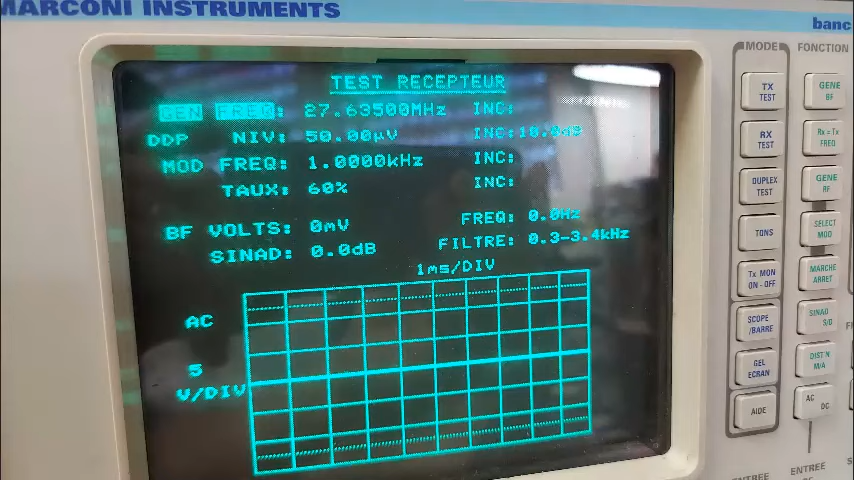 MARCONI INSTRUMENTS
banc
TEST RECEPTEUR
GEN FREQ: 27.63500MHz INC:
DDP NIV: 50.00µV INC:10.0dB
MOD FREQ: 1.0000kHz INC:
TAUX: 60% INC:
BF VOLTS: 0mV FREQ: 0.0Hz
SINAD: 0.0dB FILTRE: 0.3-3.4kHz
1ms/DIV
AC
5
V/DIV
MODE FONCTION
TX TEST
GENE BF
RX TEST
Rx=Tx FREQ
DUPLEX TEST
GENE RF
TONS
SELECT MOD
Tx MON ON-OFF
MARCHE ARRET
SCOPE /BARRE
SINAD S/D
GEL ECRAN
DIST'N M/A
AIDE
AC DC
ENTREE
ENTREE